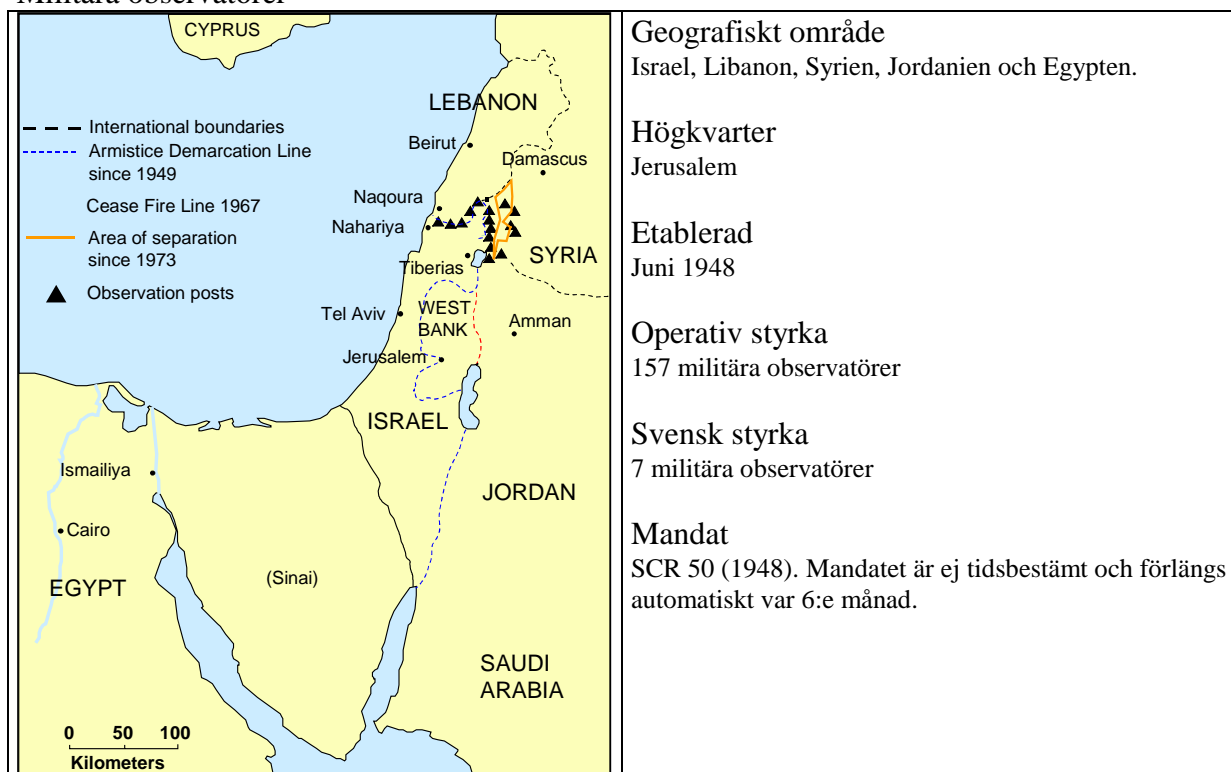 Militära observatörer
CYPRUS
LEBANON
International boundaries
Armistice Demarcation Line
since 1949
Cease Fire Line 1967
Area of separation
since 1973
Observation posts
Beirut
Damascus
Naqoura
Nahariya
SYRIA
Tiberias
Tel Aviv
WEST
BANK
Amman
Jerusalem
ISRAEL
Ismailiya
JORDAN
Cairo
EGYPT
(Sinai)
SAUDI
ARABIA
0 50 100
Kilometers
Geografiskt område
Israel, Libanon, Syrien, Jordanien och Egypten.
Högkvarter
Jerusalem
Etablerad
Juni 1948
Operativ styrka
157 militära observatörer
Svensk styrka
7 militära observatörer
Mandat
SCR 50 (1948). Mandatet är ej tidsbestämt och förlängs
automatiskt var 6:e månad.